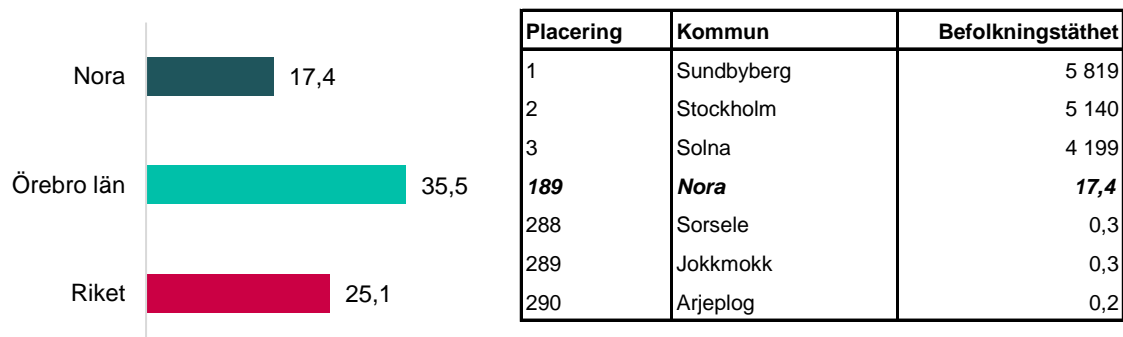 Nora 17,4
Örebro län 35,5
Riket 25,1
Placering Kommun Befolkningstäthet
1 Sundbyberg 5 819
2 Stockholm 5 140
3 Solna 4 199
189 Nora 17,4
288 Sorsele 0,3
289 Jokkmokk 0,3
290 Arjeplog 0,2